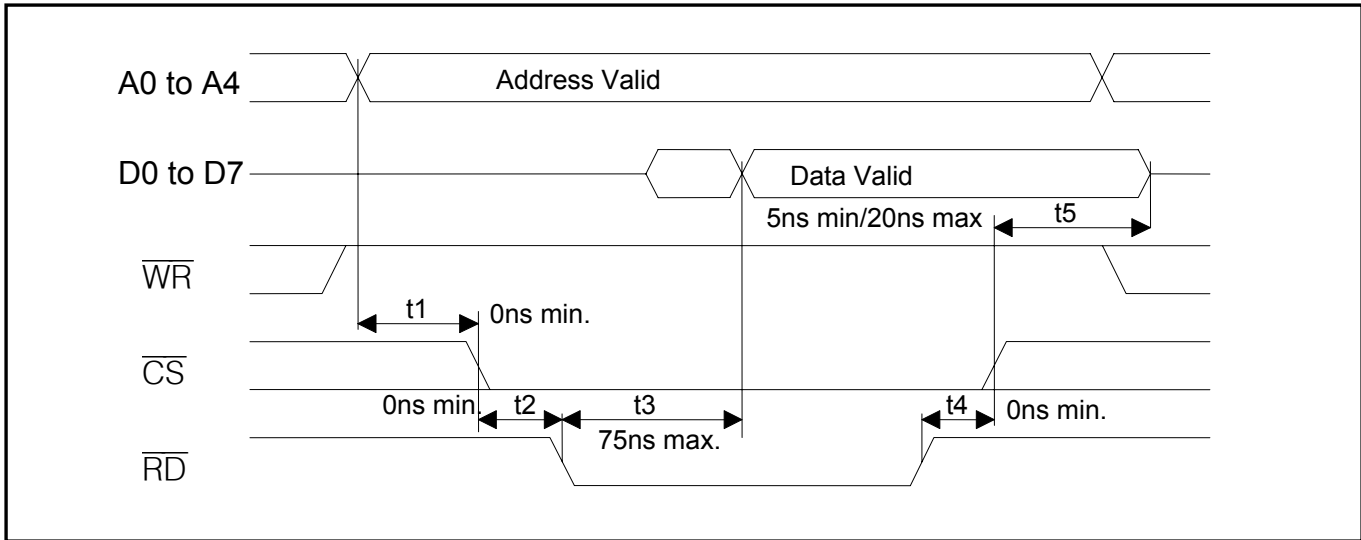 A0 to A4
Address Valid
D0 to D7
Data Valid
5ns min/20ns max
t5
WR
t1
0ns min.
CS
0ns min.
t2
t3
t4
0ns min.
75ns max.
RD